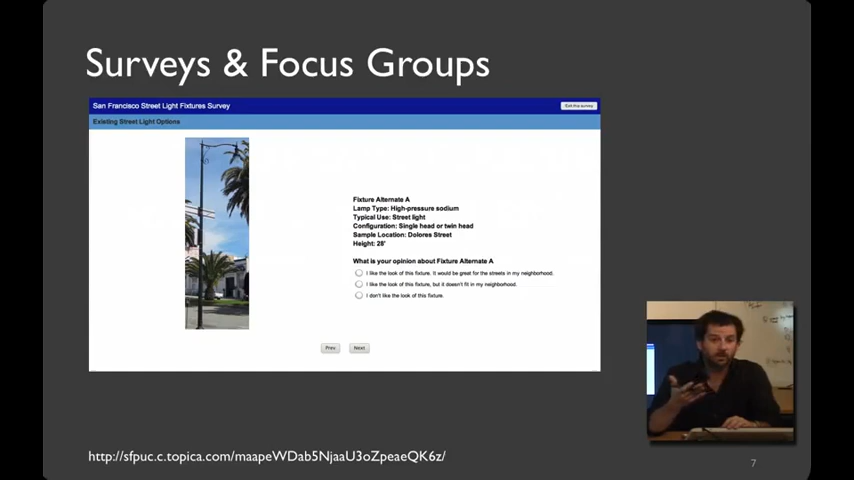 Surveys & Focus Groups
San Francisco Street Light Fixtures Survey
Exit this survey
Existing Street Light Options
Fixture Alternate A
Lamp Type: High-pressure sodium
Typical Use: Street light
Configuration: Single head or twin head
Sample Location: Dolores Street
Height: 28'
What is your opinion about Fixture Alternate A
I like the look of this fixture. It would be great for the streets in my neighborhood.
I like the look of this fixture, but it doesn't fit in my neighborhood.
I don't like the look of this fixture.
Prev Next
http://sfpuc.c.topica.com/maapeWDab5NjaaU3oZpeaeQK6z/
7